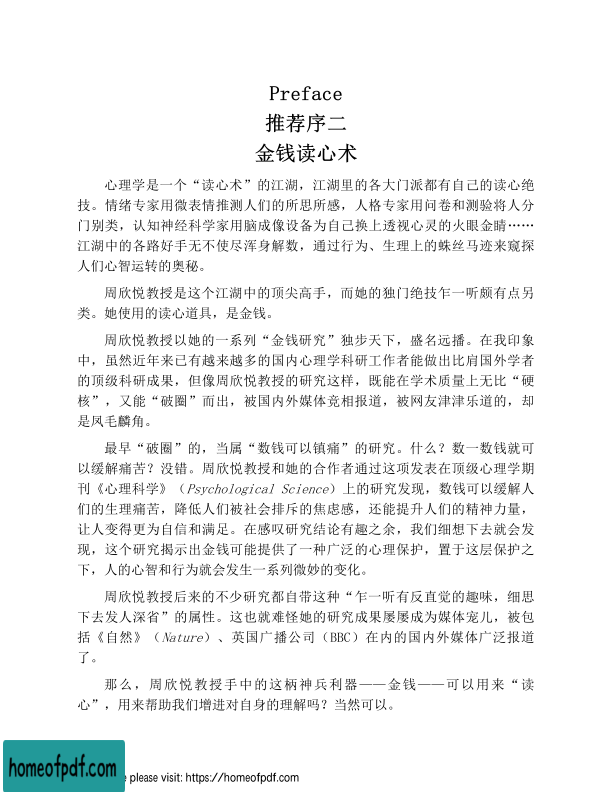 Preface
推荐序二
金钱读心术
心理学是一个“读心术”的江湖，江湖里的各大门派都有自己的读心绝
技。情绪专家用微表情推测人们的所思所感，人格专家用问卷和测验将人分
门别类，认知神经科学家用脑成像设备为自己换上透视心灵的火眼金睛……
江湖中的各路好手无不使尽浑身解数，通过行为、生理上的蛛丝马迹来窥探
人们心智运转的奥秘。
周欣悦教授是这个江湖中的顶尖高手，而她的独门绝技乍一听颇有点另
类。她使用的读心道具，是金钱。
周欣悦教授以她的一系列“金钱研究”独步天下，盛名远播。在我印象
中，虽然近年来已有越来越多的国内心理学科研工作者能做出比肩国外学者
的顶级科研成果，但像周欣悦教授的研究这样，既能在学术质量上无比“硬
核”，又能“破圈”而出，被国内外媒体竞相报道，被网友津津乐道的，却
是凤毛麟角。
最早“破圈”的，当属“数钱可以镇痛”的研究。什么？数一数钱就可
以缓解痛苦？没错。周欣悦教授和她的合作者通过这项发表在顶级心理学期
刊《心理科学》（Psychological Science）上的研究发现，数钱可以缓解人
们的生理痛苦，降低人们被社会排斥的焦虑感，还能提升人们的精神力量，
让人变得更为自信和满足。在感叹研究结论有趣之余，我们细想下去就会发
现，这个研究揭示出金钱可能提供了一种广泛的心理保护，置于这层保护之
下，人的心智和行为就会发生一系列微妙的变化。
周欣悦教授后来的不少研究都自带这种“乍一听有反直觉的趣味，细思
下去发人深省”的属性。这也就难怪她的研究成果屡屡成为媒体宠儿，被包
括《自然》（Nature）、英国广播公司（BBC）在内的国内外媒体广泛报道
了。
那么，周欣悦教授手中的这柄神兵利器——金钱——可以用来“读
心”，用来帮助我们增进对自身的理解吗？当然可以。
homeofpdf.com
e please visit: https://homeofpdf.com